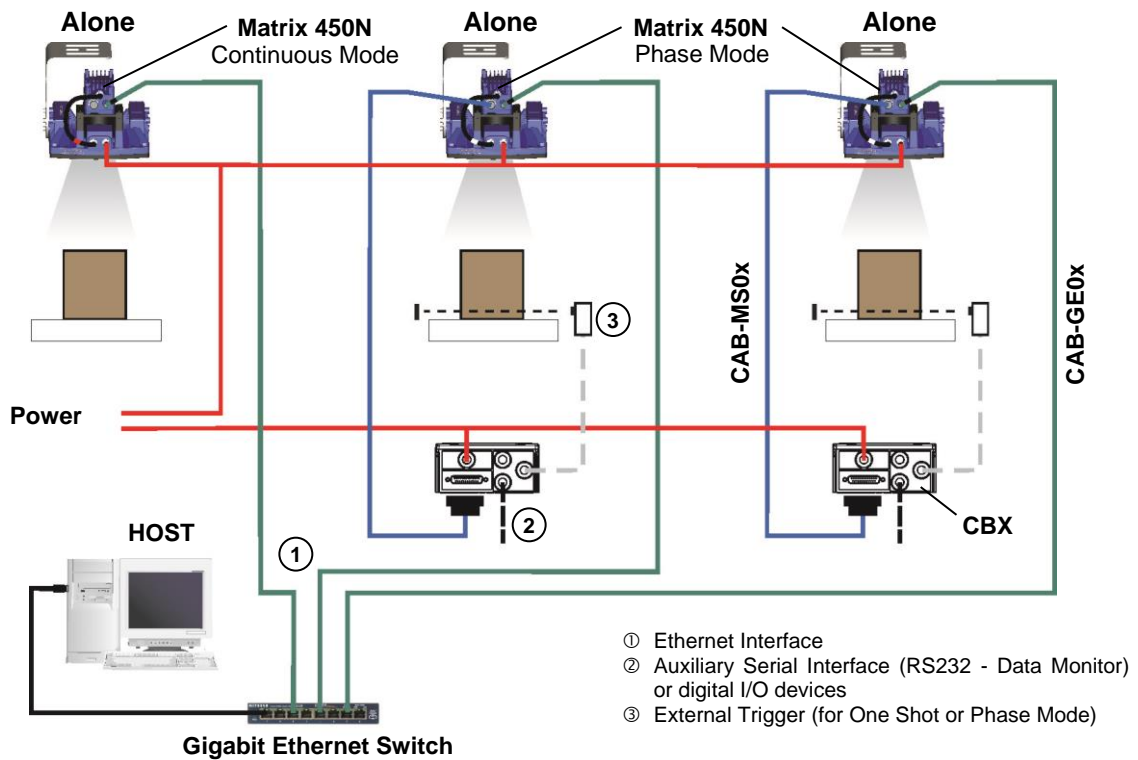 Alone
Matrix 450N
Continuous Mode
Alone
Matrix 450N
Phase Mode
Alone
③
CAB-MS0x
CAB-GE0x
Power
②
CBX
HOST
①
① Ethernet Interface
② Auxiliary Serial Interface (RS232 - Data Monitor)
or digital I/O devices
③ External Trigger (for One Shot or Phase Mode)
Gigabit Ethernet Switch